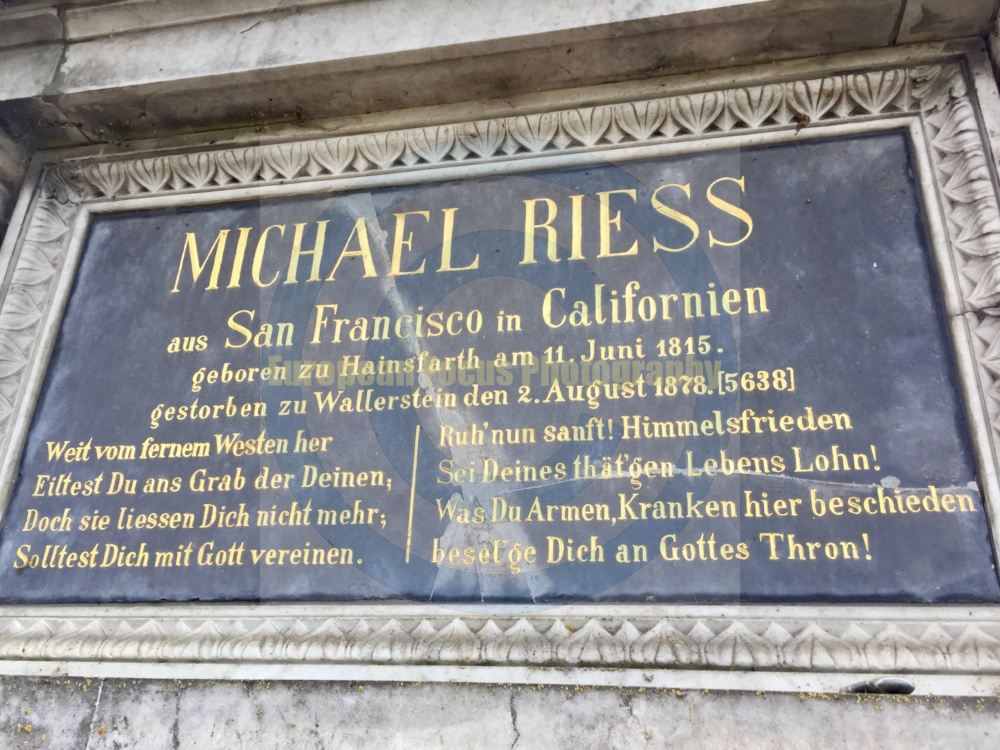 MICHAEL RIESS
aus San Francisco in Californien
geboren zu Hainsfarth am 11. Juni 1815.
gestorben zu Wallerstein den 2. August 1878. [5638]
Weit vom fernem Westen her
Eiltest Du ans Grab der Deinen;
Doch sie liessen Dich nicht mehr;
Solltest Dich mit Gott vereinen.
Ruh'nun sanft! Himmelsfrieden
Sei Deines thät'gen Lebens Lohn!
Was Du Armen, Kranken hier beschieden
besel'ge Dich an Gottes Thron!
European Focus Photography